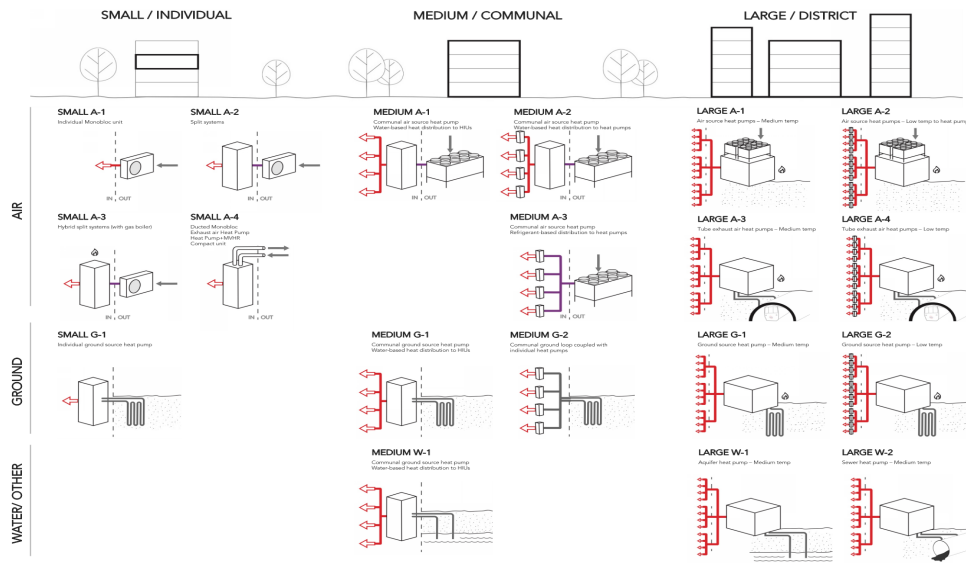 SMALL / INDIVIDUAL
MEDIUM / COMMUNAL
LARGE / DISTRICT
AIR
SMALL A-1
Individual Monobloc unit
IN , OUT
SMALL A-2
Split systems
IN , OUT
MEDIUM A-1
Communal air source heat pump
Water-based heat distribution to HIUs
IN , OUT
MEDIUM A-2
Communal air source heat pump
Water-based heat distribution to heat pumps
IN , OUT
LARGE A-1
Air source heat pumps – Medium temp
LARGE A-2
Air source heat pumps – Low temp to heat pump
SMALL A-3
Hybrid split systems (with gas boiler)
IN , OUT
SMALL A-4
Ducted Monobloc
Exhaust air Heat Pump
Heat Pump+MVHR
Compact unit
IN , OUT
MEDIUM A-3
Communal air source heat pump
Refrigerant-based distribution to heat pumps
IN , OUT
LARGE A-3
Tube exhaust air heat pumps – Medium temp
LARGE A-4
Tube exhaust air heat pumps – Low temp
GROUND
SMALL G-1
Individual ground source heat pump
MEDIUM G-1
Communal ground source heat pump
Water-based heat distribution to HIUs
MEDIUM G-2
Communal ground loop coupled with
individual heat pumps
LARGE G-1
Ground source heat pump – Medium temp
LARGE G-2
Ground source heat pump – Low temp
WATER/ OTHER
MEDIUM W-1
Communal ground source heat pump
Water-based heat distribution to HIUs
LARGE W-1
Aquifer heat pump – Medium temp
LARGE W-2
Sewer heat pump – Medium temp